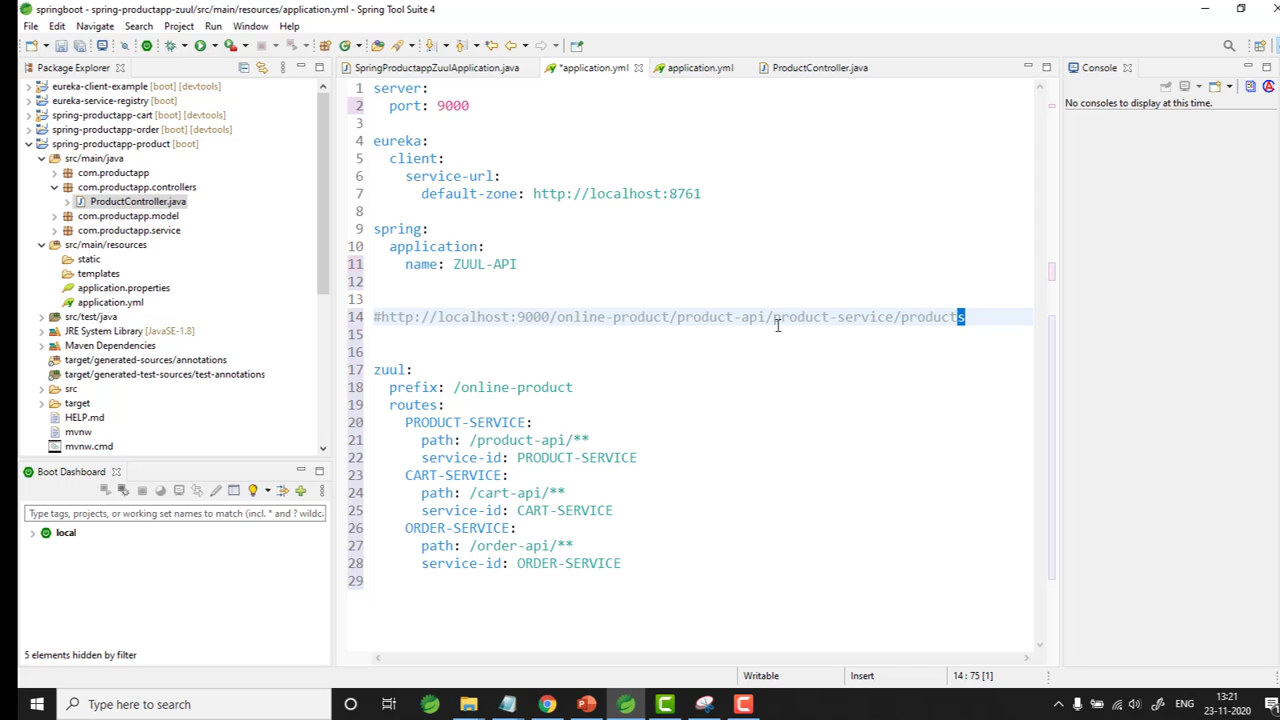 springboot - spring-productapp-zuul/src/main/resources/application.yml - Spring Tool Suite 4
File Edit Navigate Search Project Run Window Help
Package Explorer
eureka-client-example [boot] [devtools]
eureka-service-registry [boot] [devtools]
spring-productapp-cart [boot] [devtools]
spring-productapp-order [boot] [devtools]
spring-productapp-product [boot]
src/main/java
com.productapp
com.productapp.controllers
ProductController.java
com.productapp.model
com.productapp.service
src/main/resources
static
templates
application.properties
application.yml
src/test/java
JRE System Library [JavaSE-1.8]
Maven Dependencies
target/generated-sources/annotations
target/generated-test-sources/test-annotations
src
target
HELP.md
mvnw
mvnw.cmd
Boot Dashboard
Type tags, projects, or working set names to match (incl. * and ? wildc.
local
5 elements hidden by filter
SpringProductappZuulApplication.java *application.yml application.yml ProductController.java
1 server:
2 port: 9000
3
4 eureka:
5 client:
6 service-url:
7 default-zone: http://localhost:8761
8
9 spring:
10 application:
11 name: ZUUL-API
12
13
14 #http://localhost:9000/online-product/product-api/product-service/products
15
16
17 zuul:
18 prefix: /online-product
19 routes:
20 PRODUCT-SERVICE:
21 path: /product-api/**
22 service-id: PRODUCT-SERVICE
23 CART-SERVICE:
24 path: /cart-api/**
25 service-id: CART-SERVICE
26 ORDER-SERVICE:
27 path: /order-api/**
28 service-id: ORDER-SERVICE
29
Console
No consoles to display at this time.
Writable Insert 14 : 75 [1]
Type here to search
ENG
13:21
23-11-2020